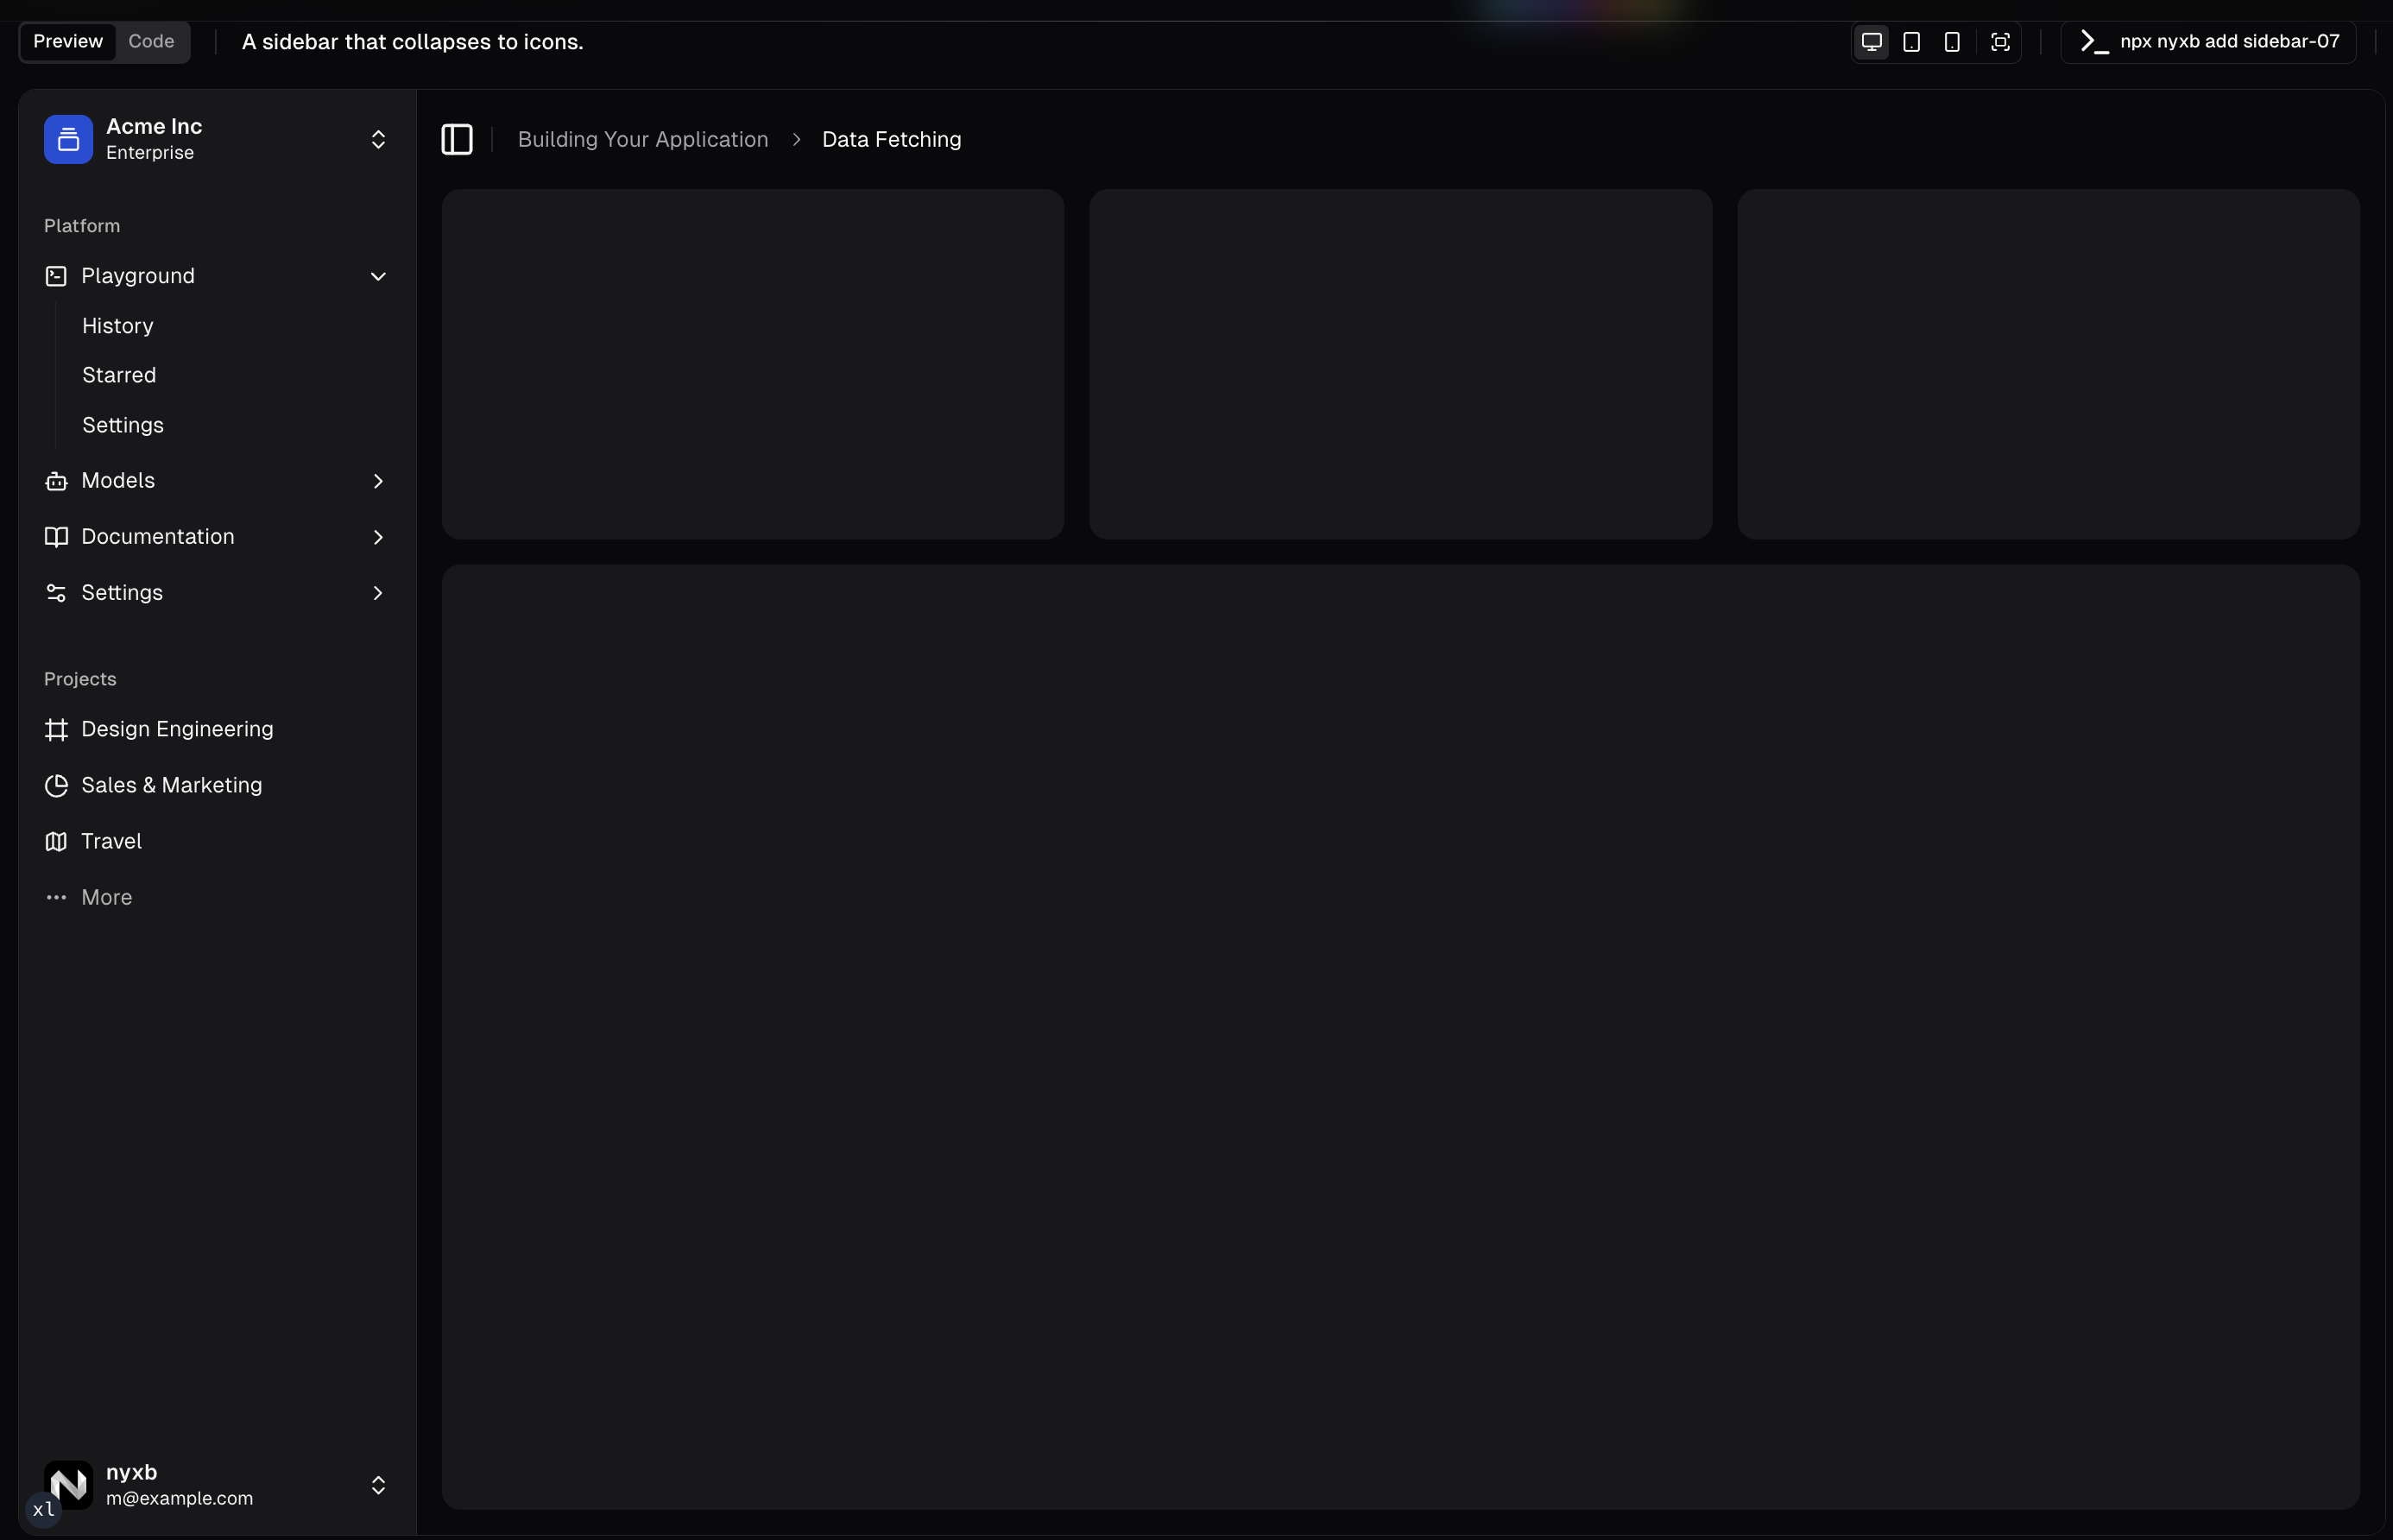 Preview
Code
A sidebar that collapses to icons.
npx nyxb add sidebar-07
Acme Inc
Enterprise
Building Your Application
Data Fetching
Platform
Playground
History
Starred
Settings
Models
Documentation
Settings
Projects
Design Engineering
Sales & Marketing
Travel
More
nyxb
m@example.com
xl